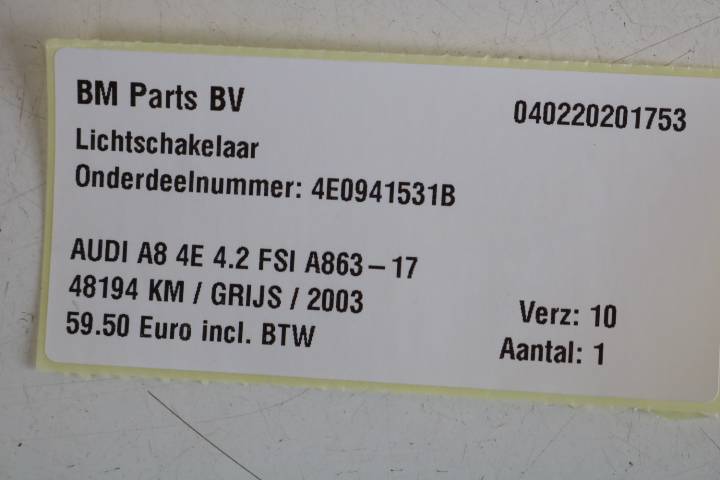 BM Parts BV
040220201753
Lichtschakelaar
Onderdeelnummer: 4E0941531B
AUDI A8 4E 4.2 FSI A863-17
48194 KM / GRIJS / 2003
Verz: 10
59.50 Euro incl. BTW
Aantal: 1